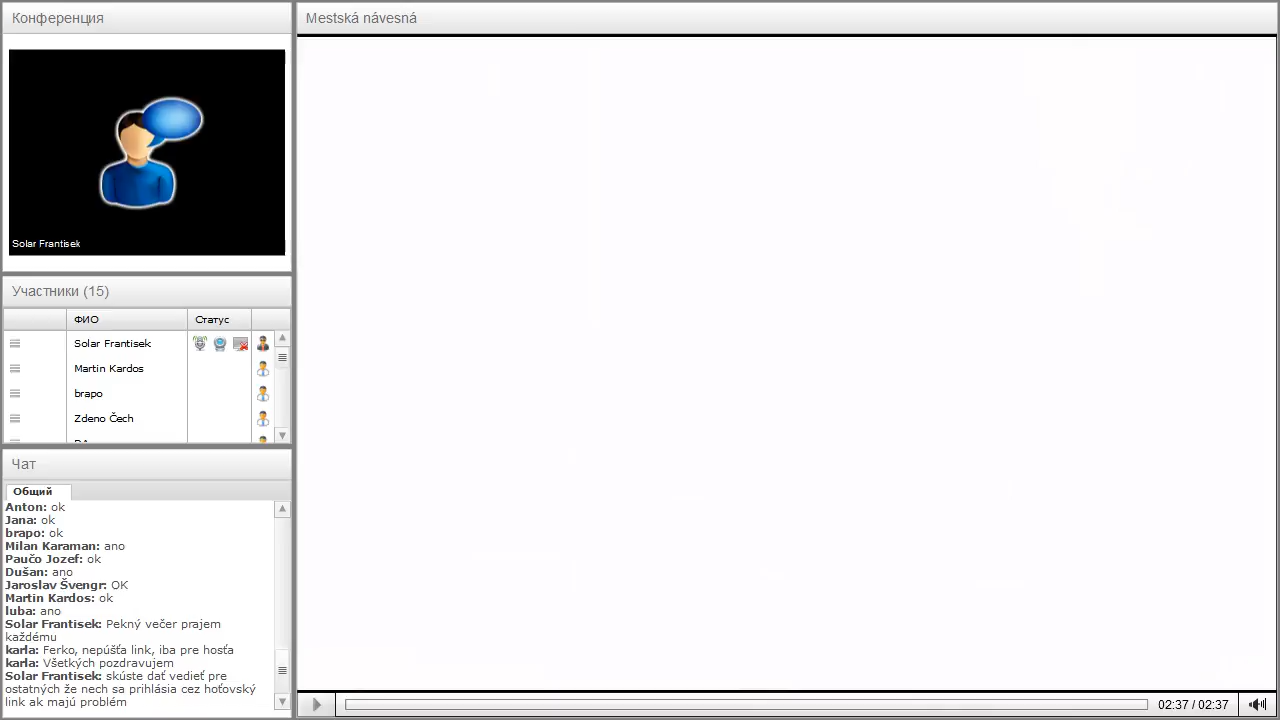 Конференция
Solar Frantisek
Участники (15)
ФИО Статус
Solar Frantisek
Martin Kardos
brapo
Zdeno Čech
Чат
Общий
Anton: ok
Jana: ok
brapo: ok
Milan Karaman: ano
Paučo Jozef: ok
Dušan: ano
Jaroslav Švengr: OK
Martin Kardos: ok
luba: ano
Solar Frantisek: Pekný večer prajem
každému
karla: Ferko, nepúšťa link, iba pre hosťa
karla: Všetkých pozdravujem
Solar Frantisek: skúste dať vedieť pre
ostatných že nech sa prihlásia cez hoťovský
link ak majú problém
Mestská návesná
02:37 / 02:37